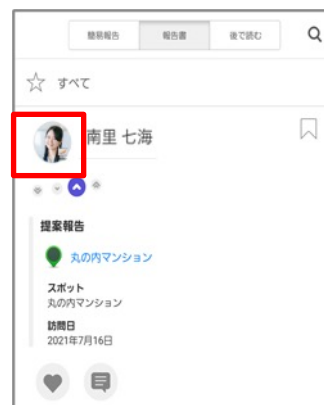 簡易報告
報告書
後で読む
すべて
南里 七海
提案報告
丸の内マンション
スポット
丸の内マンション
訪問日
2021年7月16日